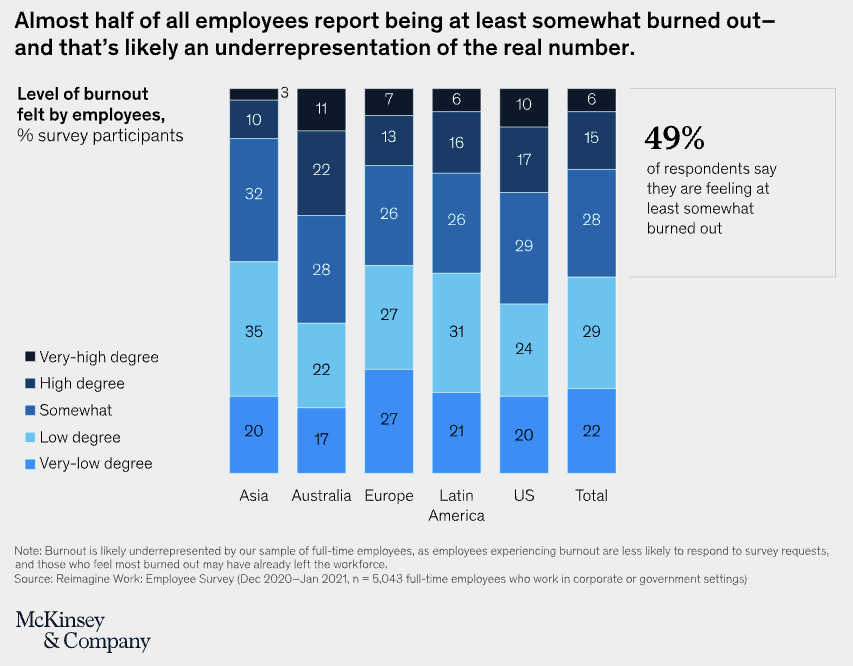 Almost half of all employees report being at least somewhat burned out—
and that's likely an underrepresentation of the real number.
Level of burnout
felt by employees,
% survey participants
3
10
32
35
20
11
22
28
22
17
7
13
26
27
27
6
16
26
31
21
10
17
29
24
20
6
15
28
29
22
49%
of respondents say
they are feeling at
least somewhat
burned out
Very-high degree
High degree
Somewhat
Low degree
Very-low degree
Asia
Australia
Europe
Latin
America
US
Total
Note: Burnout is likely underrepresented by our sample of full-time employees, as employees experiencing burnout are less likely to respond to survey requests,
and those who feel most burned out may have already left the workforce.
Source: Reimagine Work: Employee Survey (Dec 2020–Jan 2021, n = 5,043 full-time employees who work in corporate or government settings)
McKinsey
& Company